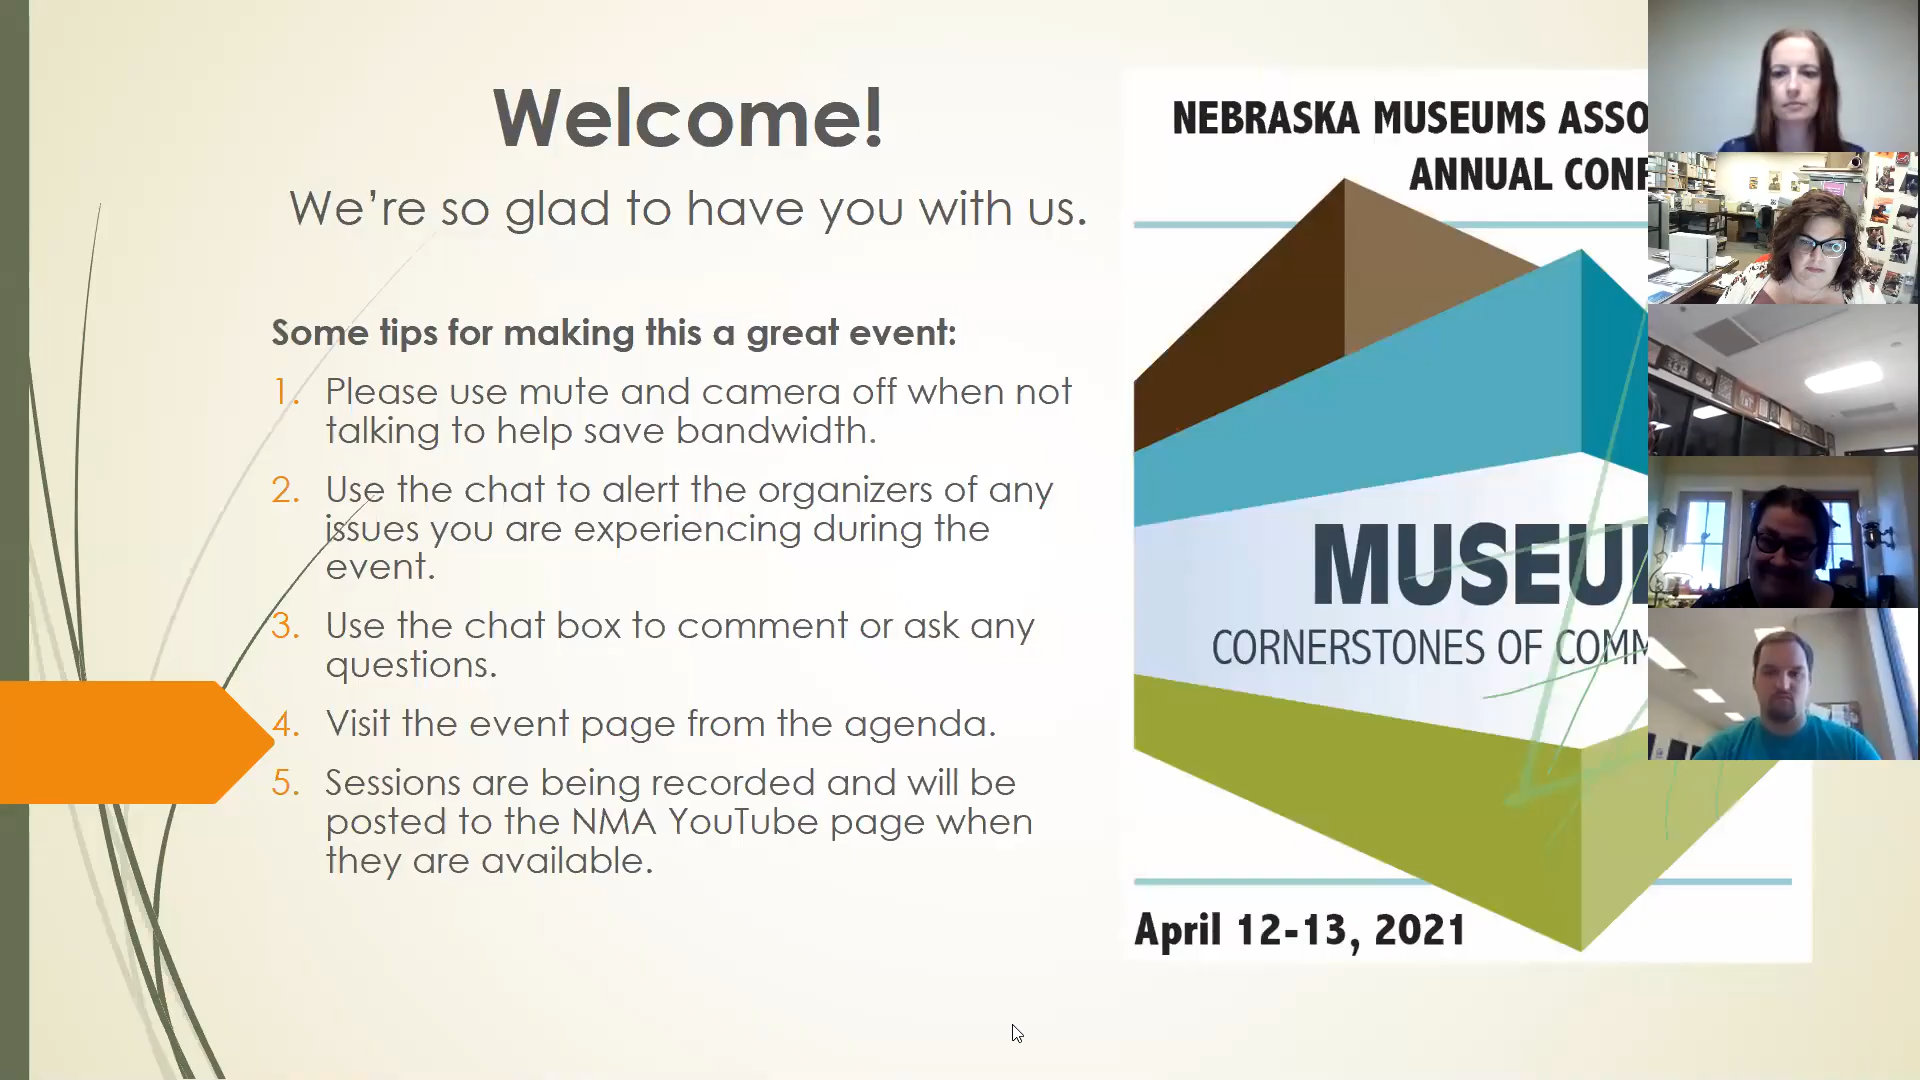 Welcome!
We're so glad to have you with us.
Some tips for making this a great event:
1. Please use mute and camera off when not
talking to help save bandwidth.
2. Use the chat to alert the organizers of any
issues you are experiencing during the
event.
3. Use the chat box to comment or ask any
questions.
4. Visit the event page from the agenda.
5. Sessions are being recorded and will be
posted to the NMA YouTube page when
they are available.
NEBRASKA MUSEUMS ASSO
ANNUAL CONF
MUSEU
CORNERSTONES OF COMM
April 12-13, 2021